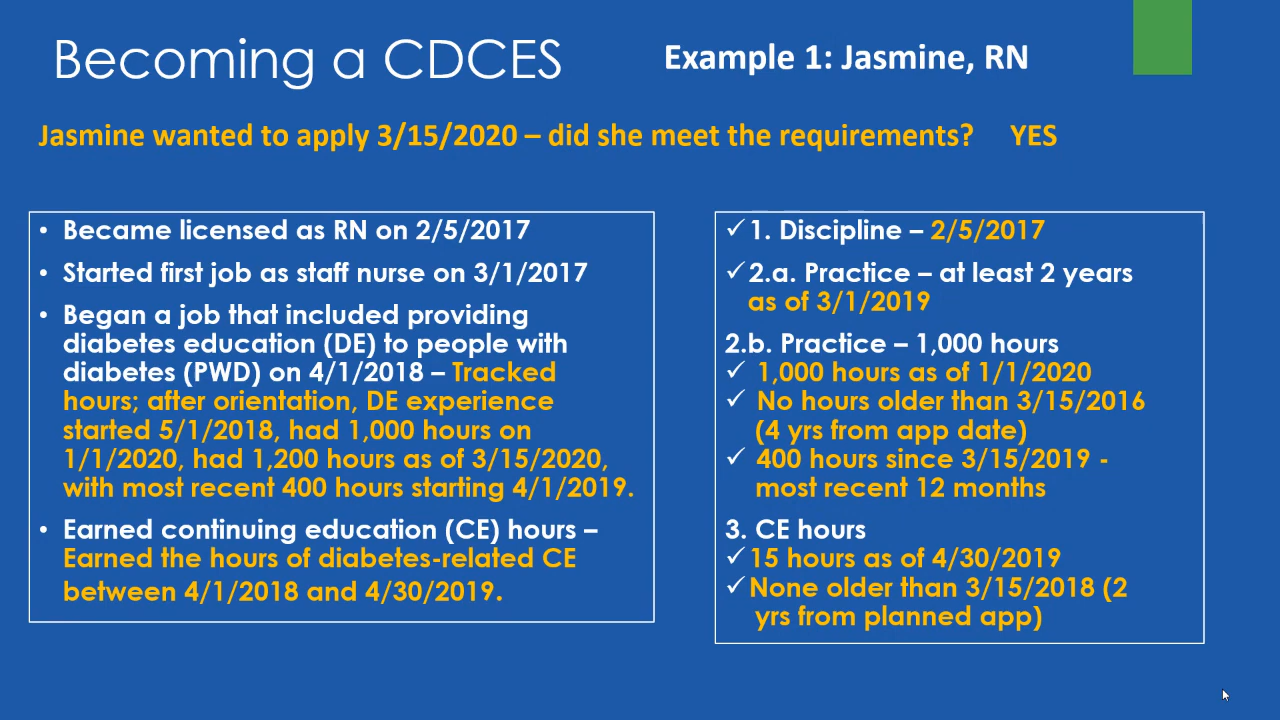 Becoming a CDCES
Example 1: Jasmine, RN
Jasmine wanted to apply 3/15/2020 – did she meet the requirements? YES
• Became licensed as RN on 2/5/2017
• Started first job as staff nurse on 3/1/2017
• Began a job that included providing
diabetes education (DE) to people with
diabetes (PWD) on 4/1/2018 – Tracked
hours; after orientation, DE experience
started 5/1/2018, had 1,000 hours on
1/1/2020, had 1,200 hours as of 3/15/2020,
with most recent 400 hours starting 4/1/2019.
• Earned continuing education (CE) hours –
Earned the hours of diabetes-related CE
between 4/1/2018 and 4/30/2019.
✓ 1. Discipline – 2/5/2017
✓ 2.a. Practice – at least 2 years
as of 3/1/2019
2.b. Practice – 1,000 hours
✓ 1,000 hours as of 1/1/2020
✓ No hours older than 3/15/2016
(4 yrs from app date)
✓ 400 hours since 3/15/2019 -
most recent 12 months
3. CE hours
✓ 15 hours as of 4/30/2019
✓ None older than 3/15/2018 (2
yrs from planned app)